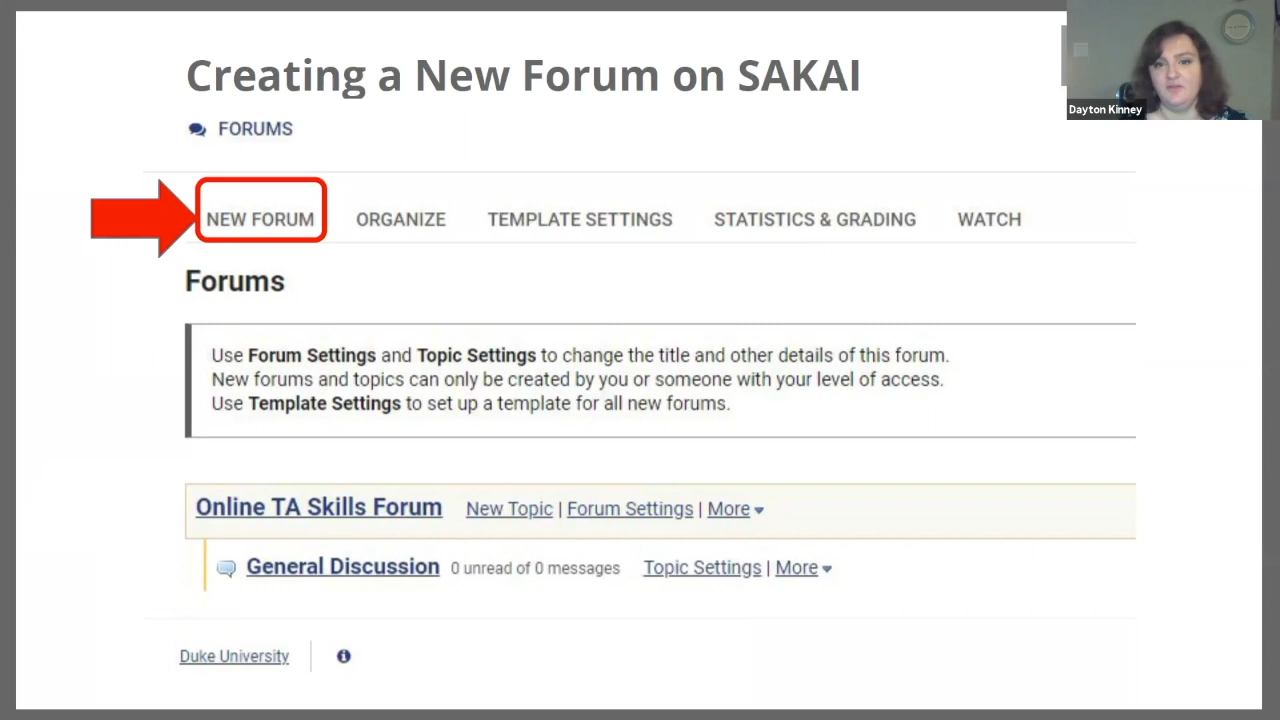 Creating a New Forum on SAKAI
Dayton Kinney
FORUMS
NEW FORUM ORGANIZE TEMPLATE SETTINGS STATISTICS & GRADING WATCH
Forums
Use Forum Settings and Topic Settings to change the title and other details of this forum.
New forums and topics can only be created by you or someone with your level of access.
Use Template Settings to set up a template for all new forums.
Online TA Skills Forum New Topic | Forum Settings | More
General Discussion 0 unread of 0 messages Topic Settings | More
Duke University